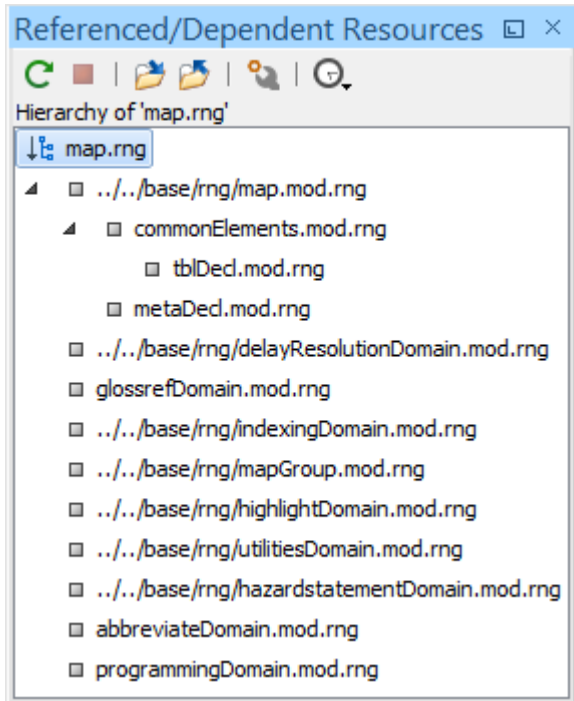 Referenced/Dependent Resources
Hierarchy of 'map.rng'
map.rng
../../base/rng/map.mod.rng
commonElements.mod.rng
tblDecl.mod.rng
metaDecl.mod.rng
../../base/rng/delayResolutionDomain.mod.rng
glossrefDomain.mod.rng
../../base/rng/indexingDomain.mod.rng
../../base/rng/mapGroup.mod.rng
../../base/rng/highlightDomain.mod.rng
../../base/rng/utilitiesDomain.mod.rng
../../base/rng/hazardstatementDomain.mod.rng
abbreviateDomain.mod.rng
programmingDomain.mod.rng